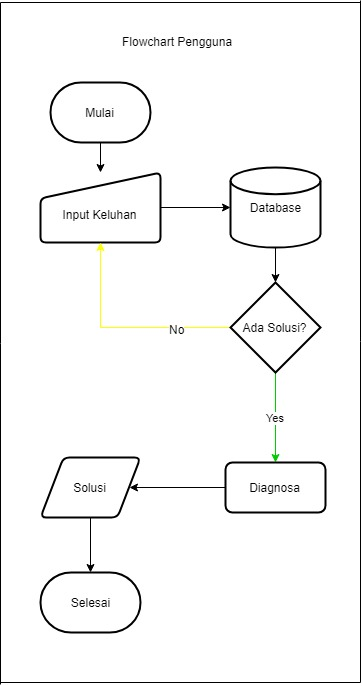 Flowchart Pengguna
Mulai
Input Keluhan
Database
Ada Solusi?
No
Yes
Solusi
Diagnosa
Selesai